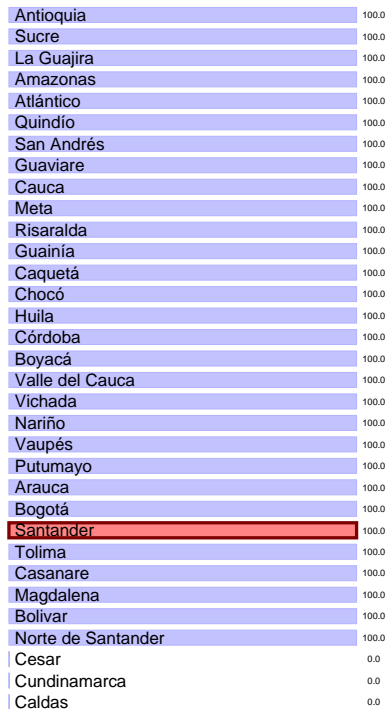 Antioquia 100.0
Sucre 100.0
La Guajira 100.0
Amazonas 100.0
Atlántico 100.0
Quindío 100.0
San Andrés 100.0
Guaviare 100.0
Cauca 100.0
Meta 100.0
Risaralda 100.0
Guainía 100.0
Caquetá 100.0
Chocó 100.0
Huila 100.0
Córdoba 100.0
Boyacá 100.0
Valle del Cauca 100.0
Vichada 100.0
Nariño 100.0
Vaupés 100.0
Putumayo 100.0
Arauca 100.0
Bogotá 100.0
Santander 100.0
Tolima 100.0
Casanare 100.0
Magdalena 100.0
Bolivar 100.0
Norte de Santander 100.0
Cesar 0.0
Cundinamarca 0.0
Caldas 0.0